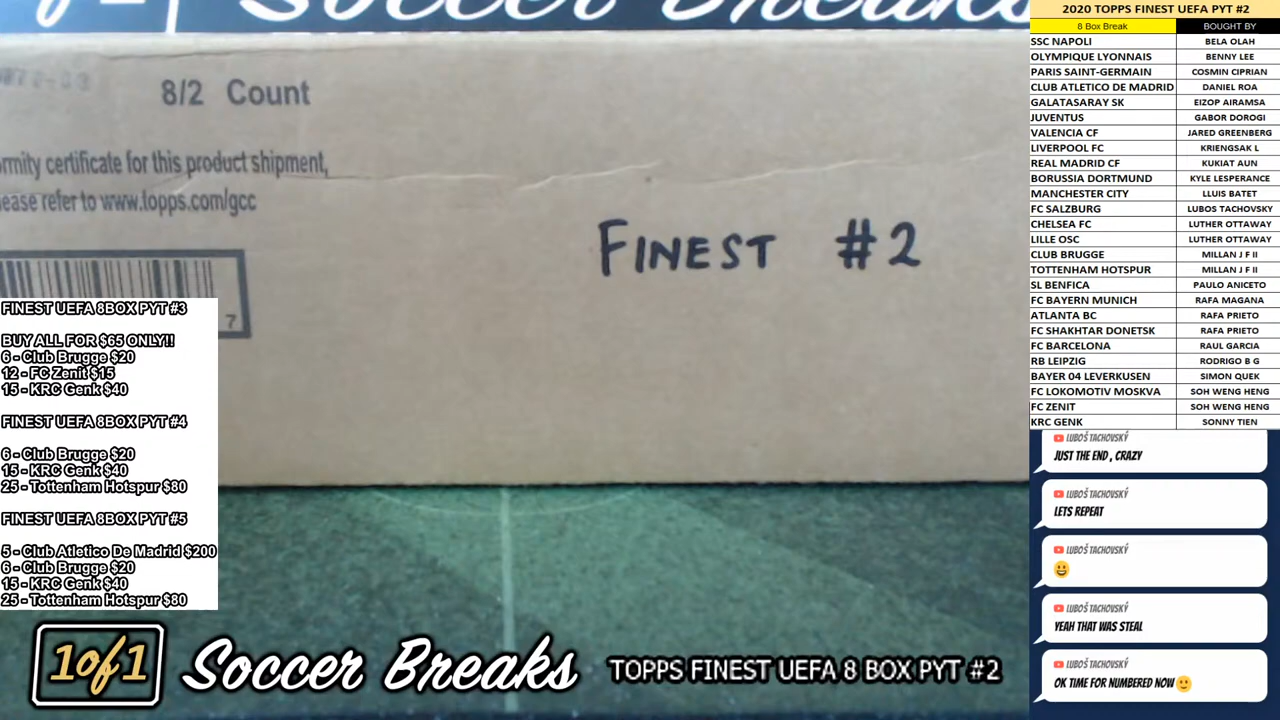 Soccer Breaks
8/2 Count
rmity certificate for this product shipment,
ease refer to www.topps.com/gcc
FINEST #2
7
FINEST UEFA 8BOX PYT #3
BUY ALL FOR $65 ONLY!!
6 - Club Brugge $20
12 - FC Zenit $15
15 - KRC Genk $40
FINEST UEFA 8BOX PYT #4
6 - Club Brugge $20
15 - KRC Genk $40
25 - Tottenham Hotspur $80
FINEST UEFA 8BOX PYT #5
5 - Club Atletico De Madrid $200
6 - Club Brugge $20
15 - KRC Genk $40
25 - Tottenham Hotspur $80
1of1 Soccer Breaks TOPPS FINEST UEFA 8 BOX PYT #2
2020 TOPPS FINEST UEFA PYT #2
8 Box Break BOUGHT BY
SSC NAPOLI BELA OLAH
OLYMPIQUE LYONNAIS BENNY LEE
PARIS SAINT-GERMAIN COSMIN CIPRIAN
CLUB ATLETICO DE MADRID DANIEL ROA
GALATASARAY SK EIZOP AIRAMSA
JUVENTUS GABOR DOROGI
VALENCIA CF JARED GREENBERG
LIVERPOOL FC KRIENGSAK L
REAL MADRID CF KUKIAT AUN
BORUSSIA DORTMUND KYLE LESPERANCE
MANCHESTER CITY LLUIS BATET
FC SALZBURG LUBOS TACHOVSKY
CHELSEA FC LUTHER OTTAWAY
LILLE OSC LUTHER OTTAWAY
CLUB BRUGGE MILLAN J F II
TOTTENHAM HOTSPUR MILLAN J F II
SL BENFICA PAULO ANICETO
FC BAYERN MUNICH RAFA MAGANA
ATLANTA BC RAFA PRIETO
FC SHAKHTAR DONETSK RAFA PRIETO
FC BARCELONA RAUL GARCIA
RB LEIPZIG RODRIGO B G
BAYER 04 LEVERKUSEN SIMON QUEK
FC LOKOMOTIV MOSKVA SOH WENG HENG
FC ZENIT SOH WENG HENG
KRC GENK SONNY TIEN
LUBOŠ TACHOVSKÝ
JUST THE END , CRAZY
LUBOŠ TACHOVSKÝ
LETS REPEAT
LUBOŠ TACHOVSKÝ
😀
LUBOŠ TACHOVSKÝ
YEAH THAT WAS STEAL
LUBOŠ TACHOVSKÝ
OK TIME FOR NUMBERED NOW🙂